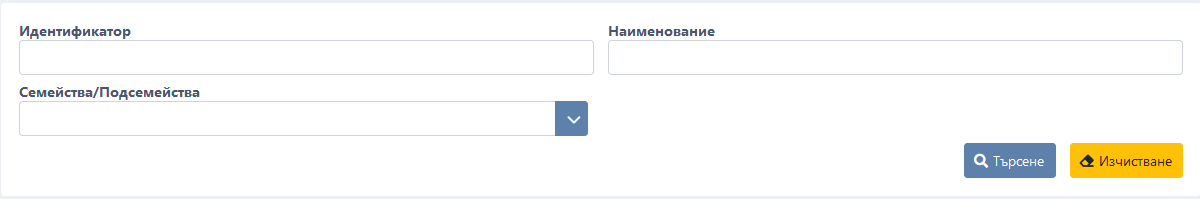 Идентификатор
Наименование
Семейства/Подсемейства
Търсене
Изчистване